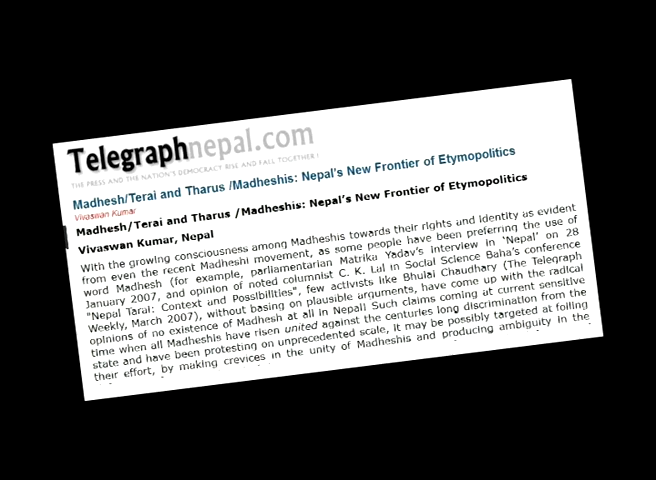 Telegraphnepal.com
THE PRESS AND THE NATION'S DEMOCRACY RISE AND FALL TOGETHER!
Madhesh/Terai and Tharus /Madheshis: Nepal's New Frontier of Etymopolitics
Vivaswan Kumar
Madhesh/Terai and Tharus /Madheshis: Nepal's New Frontier of Etymopolitics
Vivaswan Kumar, Nepal
With the growing consciousness among Madheshis towards their rights and identity as evident
from even the recent Madheshi movement, as some people have been preferring the use of
word Madhesh (for example, parliamentarian Matrika Yadav's interview in 'Nepal' on 28
January 2007, and opinion of noted columnist C. K. Lal in Social Science Baha's conference
"Nepal Tarai: Context and Possibilities", few activists like Bhulai Chaudhary (The Telegraph
Weekly, March 2007), without basing on plausible arguments, have come up with the radical
opinions of no existence of Madhesh at all in Nepal! Such claims coming at current sensitive
time when all Madheshis have risen united against the centuries long discrimination from the
state and have been protesting on unprecedented scale, it may be possibly targeted at foiling
their effort, by making crevices in the unity of Madheshis and producing ambiguity in the